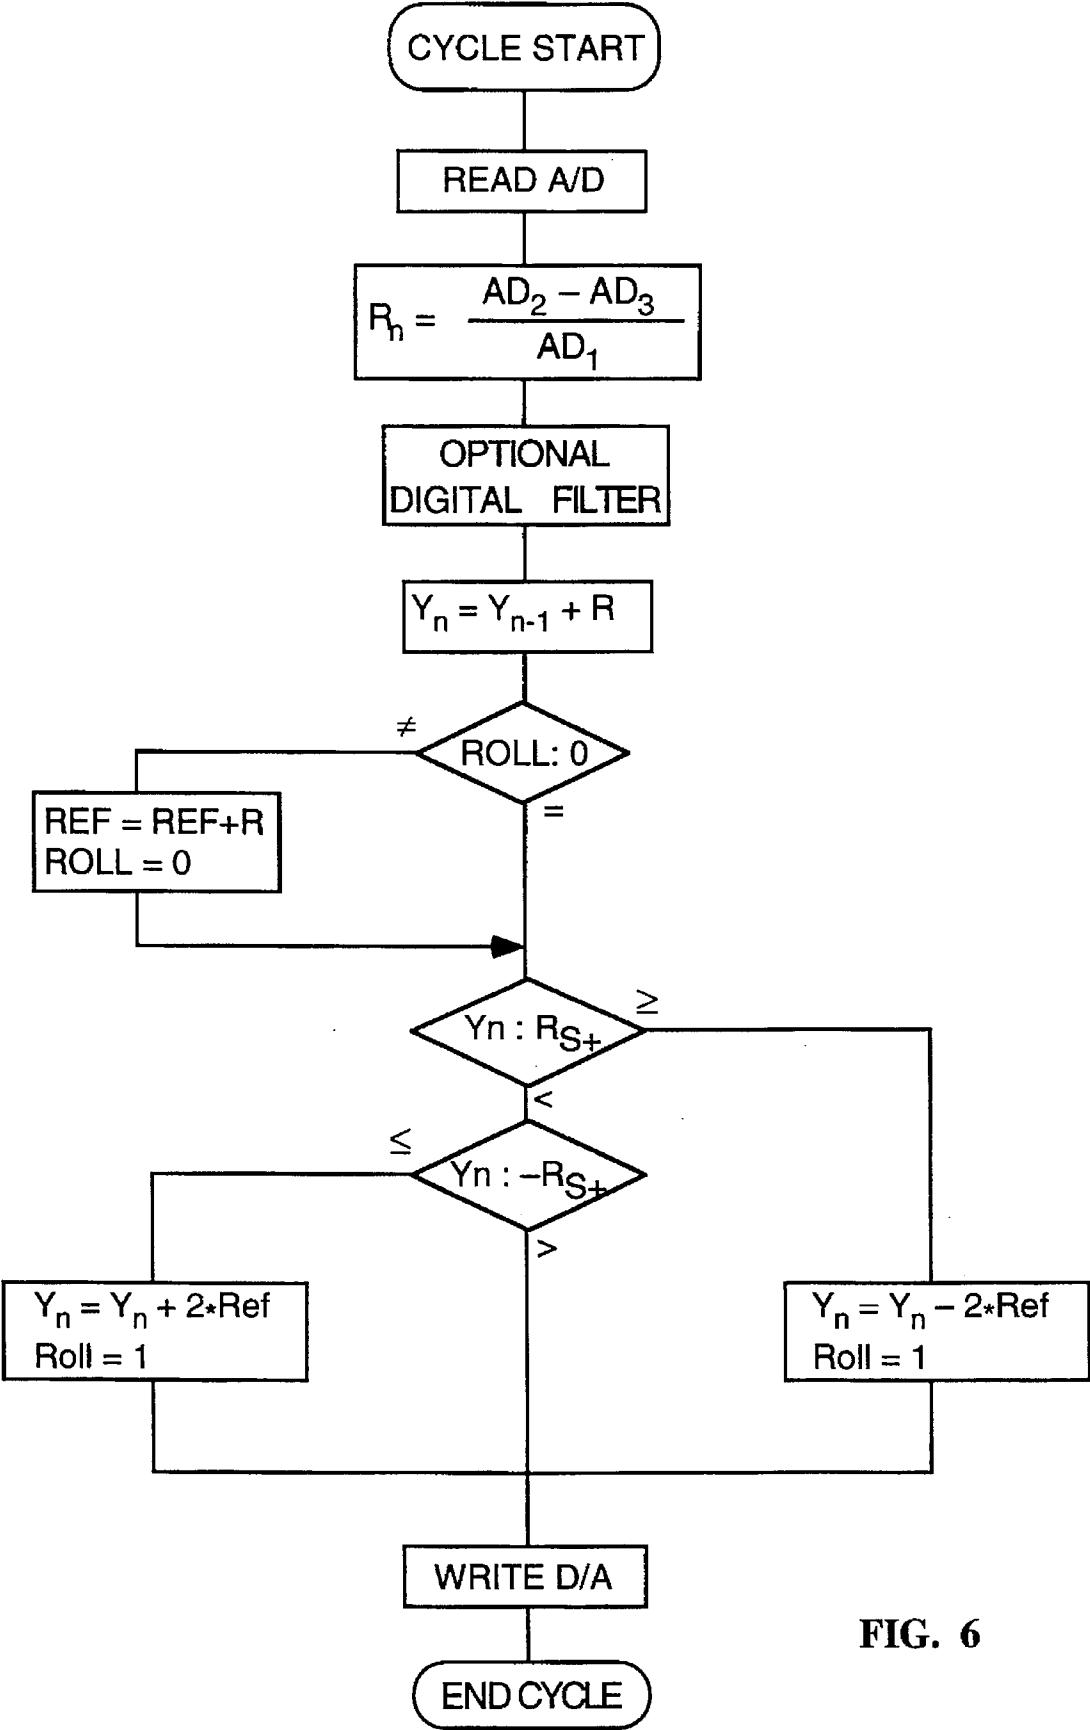 CYCLE START
READ A/D
Rn = AD2 – AD3
AD1
OPTIONAL
DIGITAL FILTER
Yn = Yn-1 + R
≠
ROLL: 0
=
REF = REF+R
ROLL = 0
≥
Yn : RS+
<
≤
Yn : –RS+
>
Yn = Yn + 2*Ref
Roll = 1
Yn = Yn – 2*Ref
Roll = 1
WRITE D/A
FIG. 6
END CYCLE